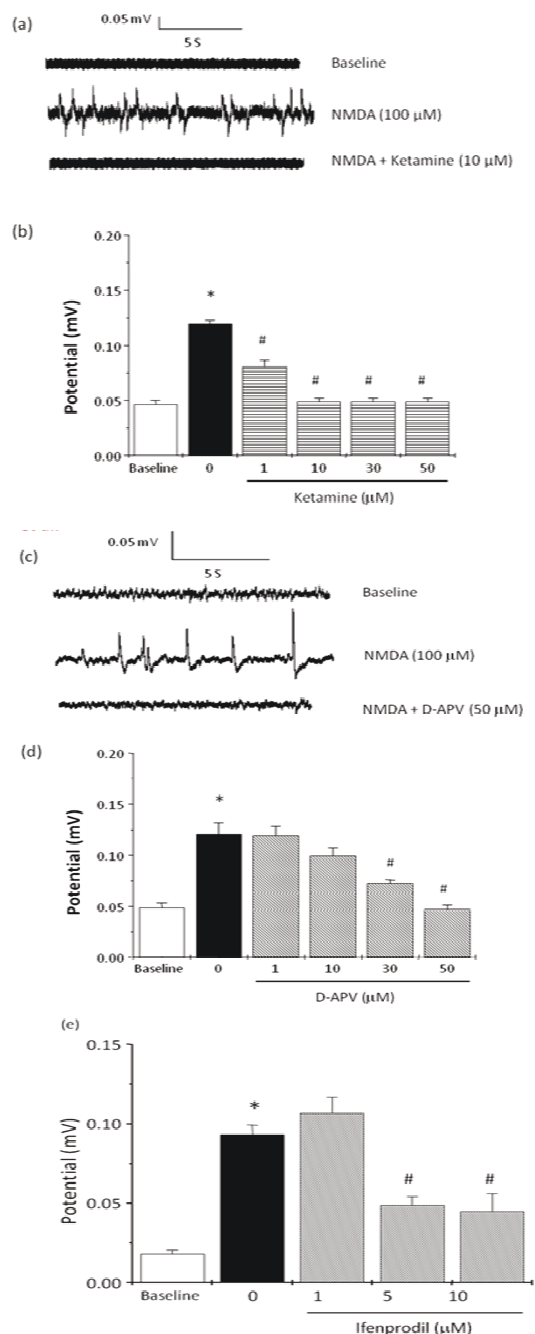 (a)
0.05 mV
5 S
Baseline
NMDA (100 μM)
NMDA + Ketamine (10 μM)
(b)
Potential (mV)
0.20
0.15
0.10
0.05
0.00
*
#
#
#
#
Baseline 0 1 10 30 50
Ketamine (μM)
(c)
0.05 mV
5 S
Baseline
NMDA (100 μM)
NMDA + D-APV (50 μM)
(d)
Potential (mV)
0.20
0.15
0.10
0.05
0.00
*
#
#
Baseline 0 1 10 30 50
D-APV (μM)
(e)
Potential (mV)
0.15
0.10
0.05
0.00
*
#
#
Baseline 0 1 5 10
Ifenprodil (μM)